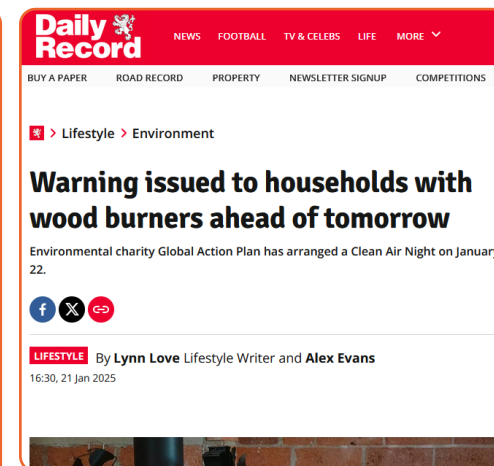 Daily
Record
NEWS FOOTBALL TV & CELEBS LIFE MORE
BUY A PAPER ROAD RECORD PROPERTY NEWSLETTER SIGNUP COMPETITIONS
> Lifestyle > Environment
Warning issued to households with
wood burners ahead of tomorrow
Environmental charity Global Action Plan has arranged a Clean Air Night on January
22.
LIFESTYLE By Lynn Love Lifestyle Writer and Alex Evans
16:30, 21 Jan 2025